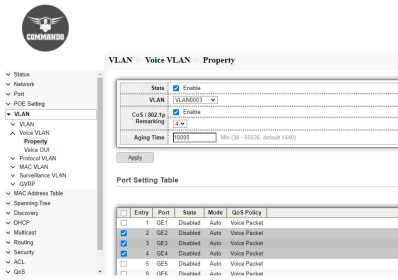 COMMANDO
VLAN Voice VLAN Property
Status
Network
Port
POE Setting
VLAN
VLAN
Voice VLAN
Property
Voice OUI
Protocol VLAN
MAC VLAN
Surveillance VLAN
GVRP
MAC Address Table
Spanning Tree
Discovery
DHCP
Multicast
Routing
Security
ACL
QoS
State Enable
VLAN VLAN0003
CoS / 802.1p Enable
Remarking 4
Aging Time 10000 Min (30 - 65536, default 1440)
Apply
Port Setting Table
Entry Port State Mode QoS Policy
1 GE1 Disabled Auto Voice Packet
2 GE2 Disabled Auto Voice Packet
3 GE3 Disabled Auto Voice Packet
4 GE4 Disabled Auto Voice Packet
5 GE5 Disabled Auto Voice Packet
6 GE6 Disabled Auto Voice Packet